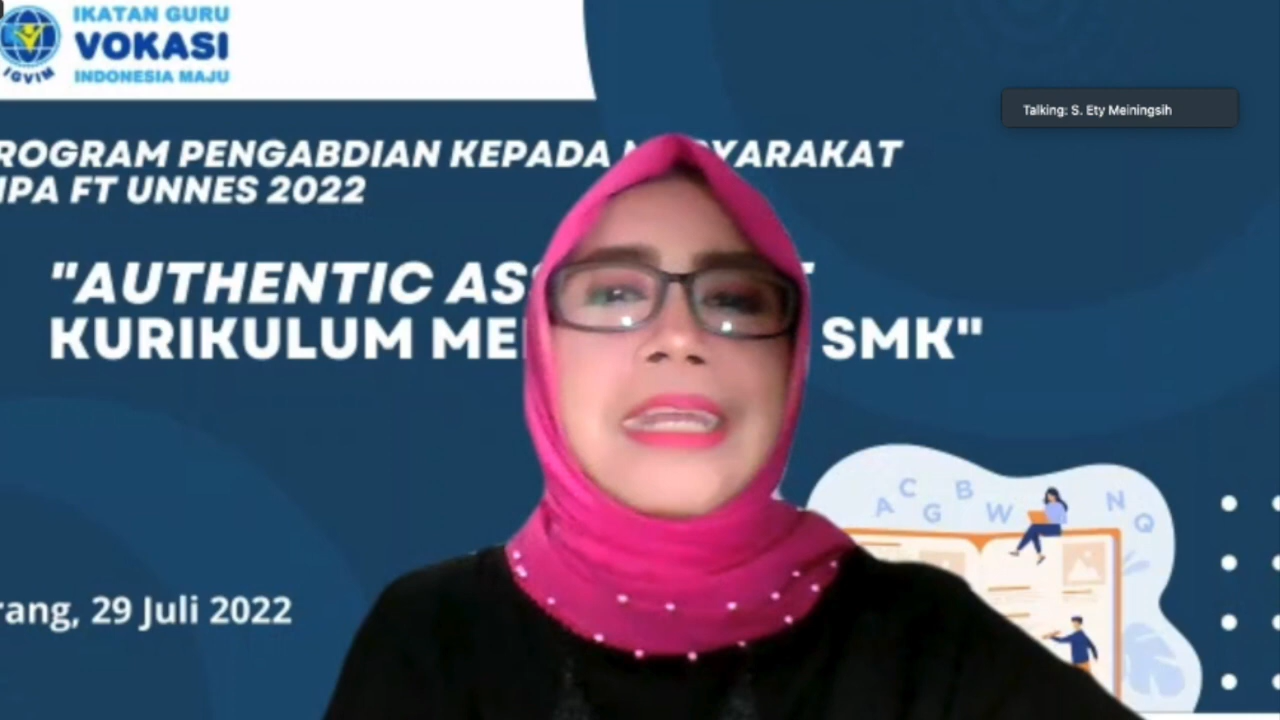 IKATAN GURU
VOKASI
INDONESIA MAJU
IGVIM
Talking: S. Ety Meiningsih
ROGRAM PENGABDIAN KEPADA M SYARAKAT
IPA FT UNNES 2022
"AUTHENTIC AS T
KURIKULUM ME SMK"
A C G B W N Q
rang, 29 Juli 2022